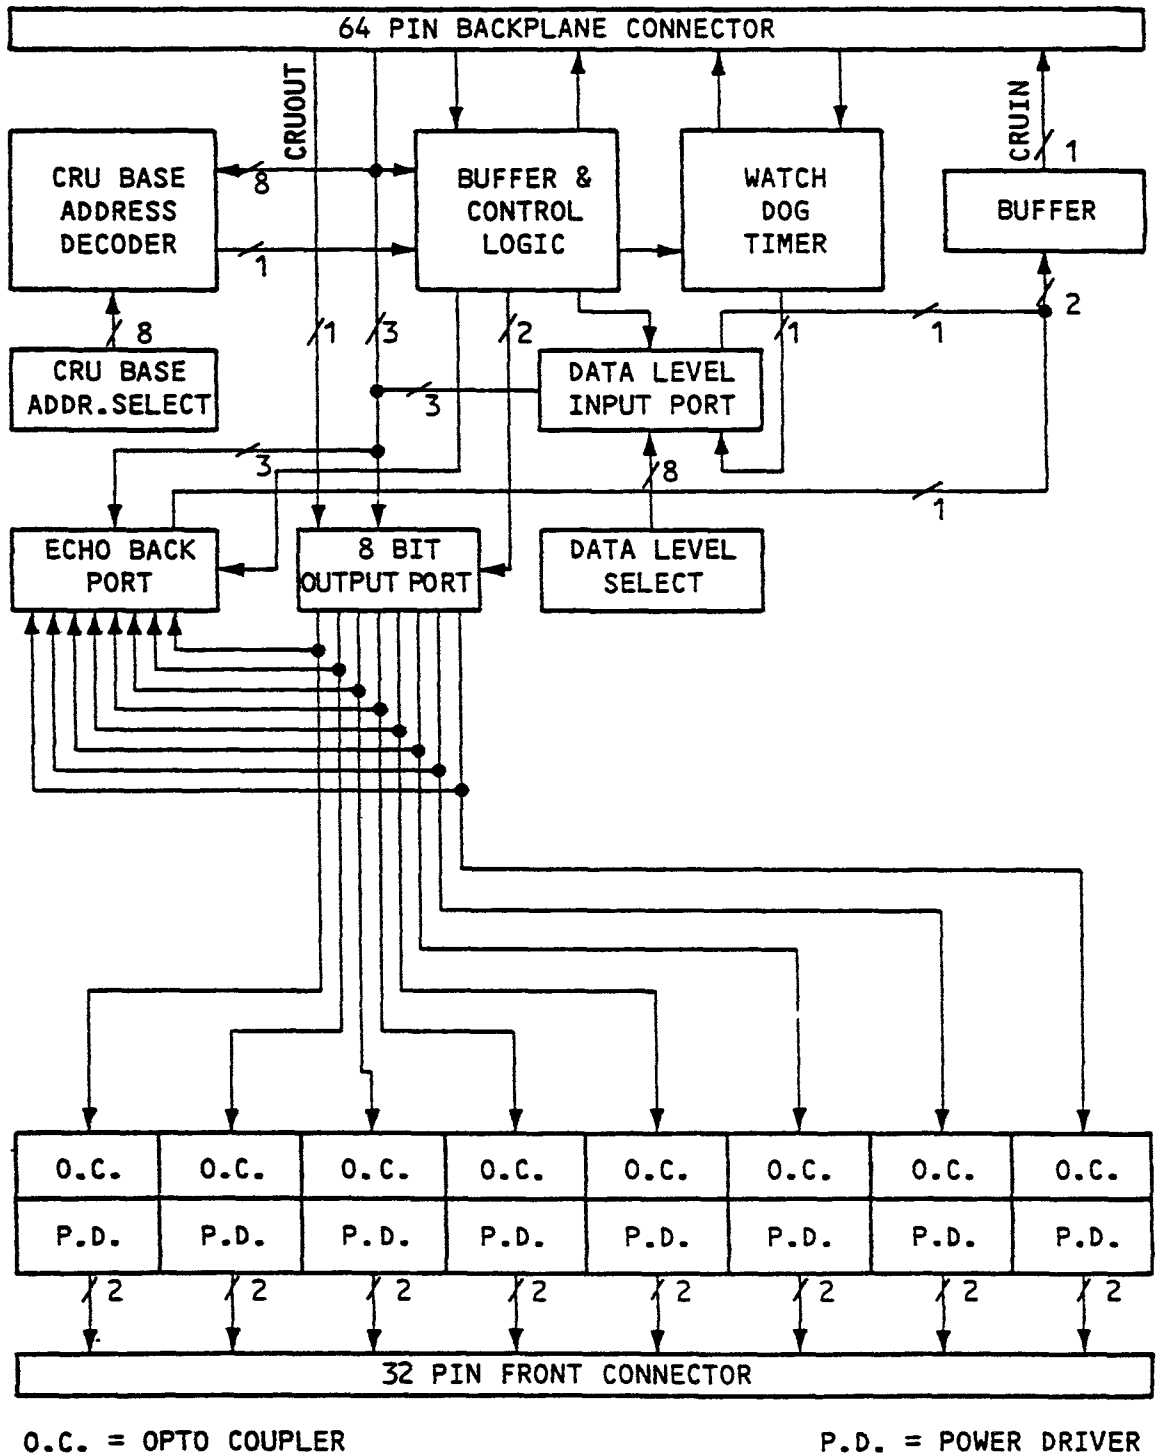 64 PIN BACKPLANE CONNECTOR
CRUOUT
CRUIN
1
CRU BASE
ADDRESS
DECODER
8
1
BUFFER &
CONTROL
LOGIC
WATCH
DOG
TIMER
BUFFER
2
8
1
3
2
1
1
CRU BASE
ADDR.SELECT
DATA LEVEL
INPUT PORT
3
3
8
1
ECHO BACK
PORT
8 BIT
OUTPUT PORT
DATA LEVEL
SELECT
O.C.
O.C.
O.C.
O.C.
O.C.
O.C.
O.C.
O.C.
P.D.
P.D.
P.D.
P.D.
P.D.
P.D.
P.D.
P.D.
2
2
2
2
2
2
2
2
32 PIN FRONT CONNECTOR
O.C. = OPTO COUPLER
P.D. = POWER DRIVER